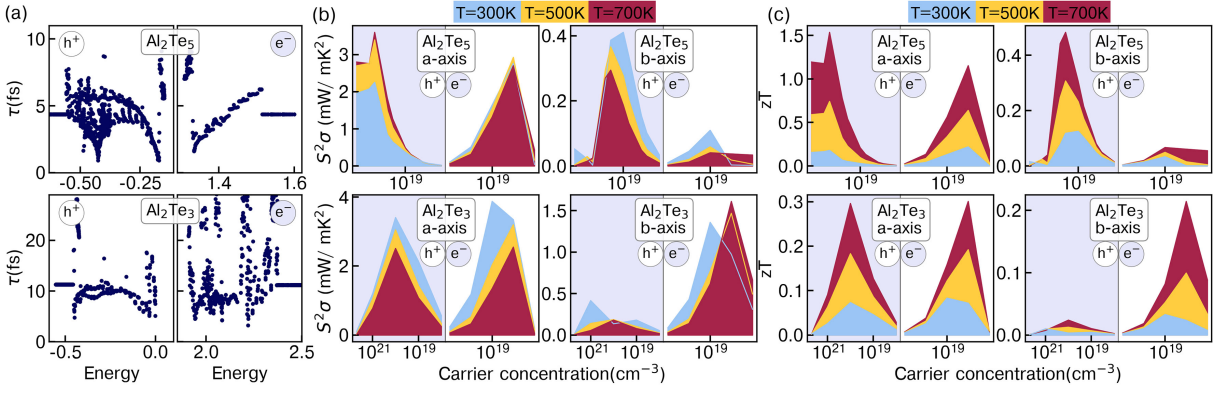 (a)
10
5
0
τ(fs)
h⁺
Al₂Te₅
e⁻
-0.50
-0.25
1.4
1.6
20
10
0
τ(fs)
h⁺
Al₂Te₃
e⁻
-0.5
0.0
2.0
2.5
Energy
Energy
(b)
T=300K
T=500K
T=700K
3
2
1
0
S²σ (mW/ mK²)
Al₂Te₅
a-axis
h⁺
e⁻
10¹⁹
0.4
0.2
0.0
Al₂Te₅
b-axis
h⁺
e⁻
10¹⁹
4
2
0
S²σ (mW/ mK²)
Al₂Te₃
a-axis
h⁺
e⁻
10²¹
10¹⁹
10¹⁹
1.5
1.0
0.5
0.0
Al₂Te₃
b-axis
h⁺
e⁻
10²¹
10¹⁹
10¹⁹
Carrier concentration(cm⁻³)
(c)
T=300K
T=500K
T=700K
1.5
1.0
0.5
0.0
zT
Al₂Te₅
a-axis
h⁺
e⁻
10¹⁹
10¹⁹
0.4
0.2
0.0
Al₂Te₅
b-axis
h⁺
e⁻
10¹⁹
10¹⁹
0.3
0.2
0.1
0.0
zT
Al₂Te₃
a-axis
h⁺
e⁻
10²¹
10¹⁹
10¹⁹
0.2
0.1
0.0
Al₂Te₃
b-axis
h⁺
e⁻
10²¹
10¹⁹
10¹⁹
Carrier concentration(cm⁻³)